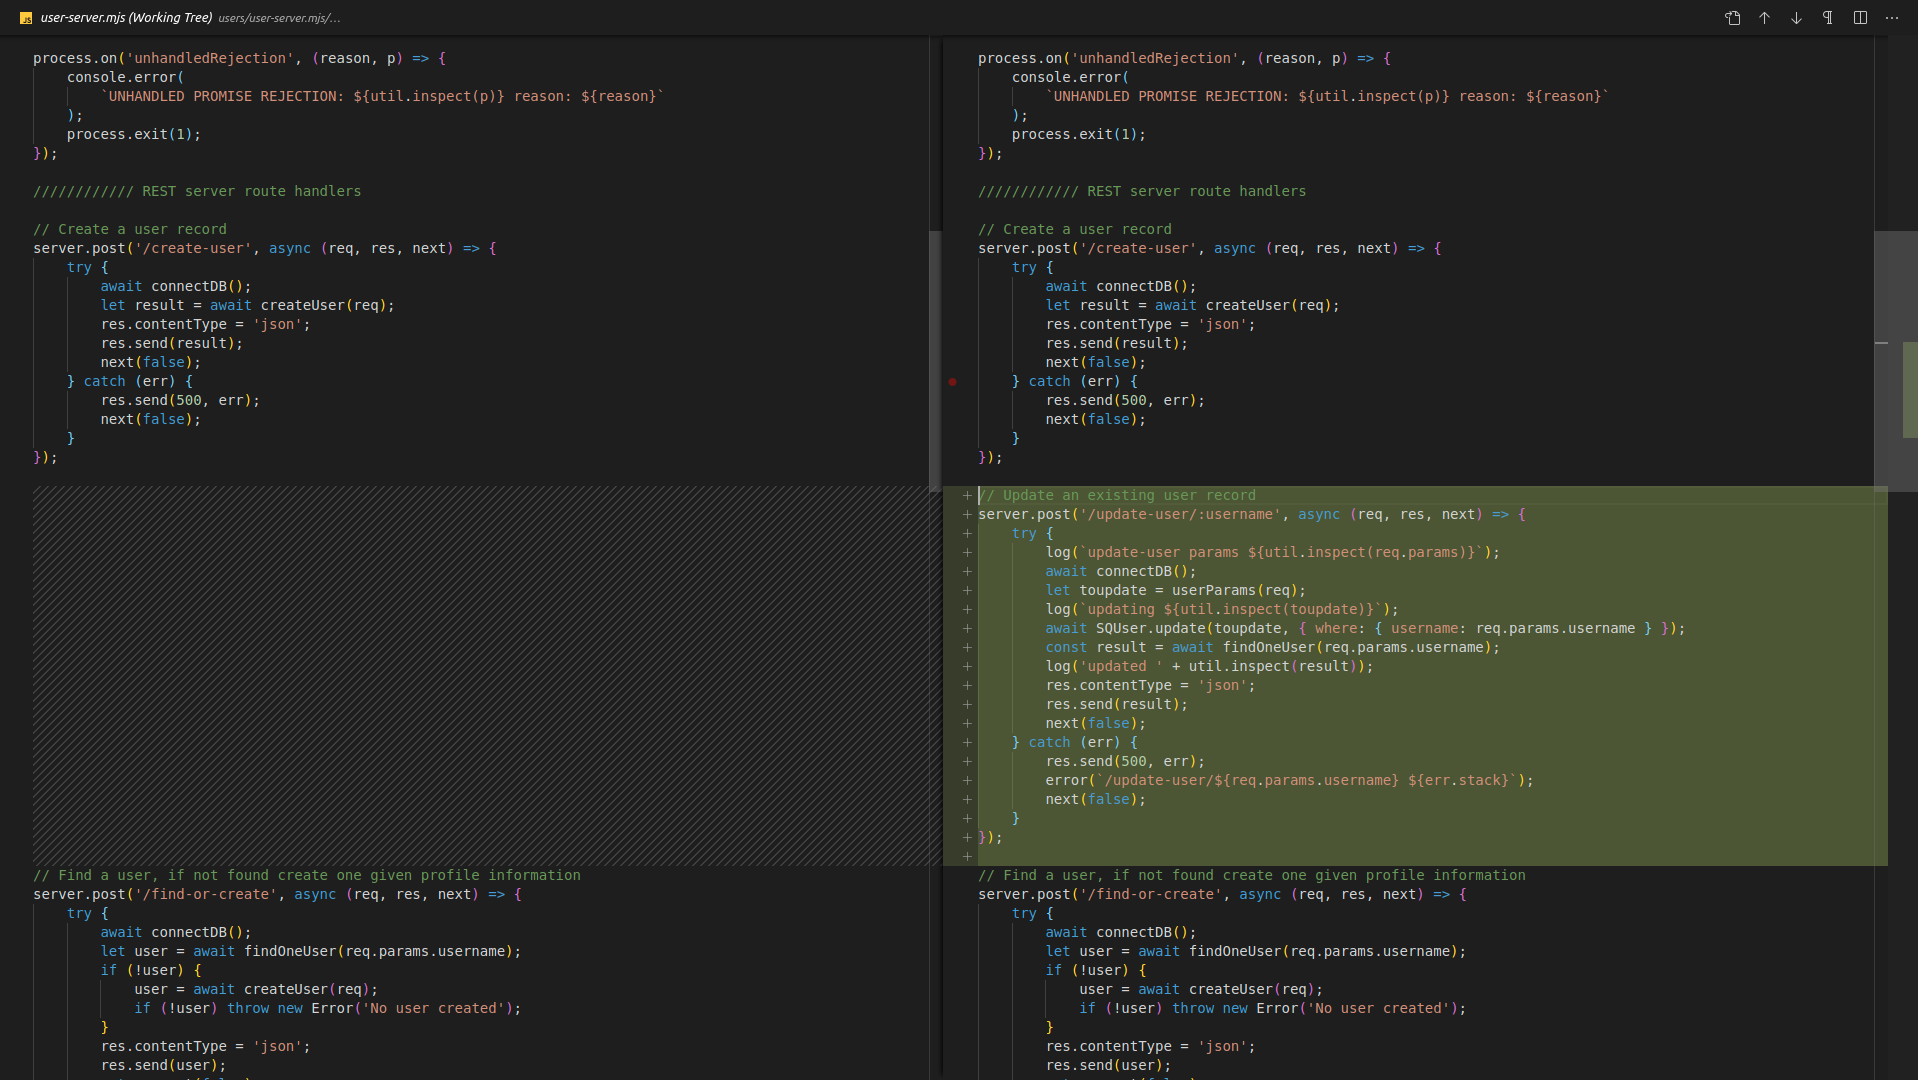 user-server.mjs (Working Tree) users/user-server.mjs/...
process.on('unhandledRejection', (reason, p) => {
    console.error(
        `UNHANDLED PROMISE REJECTION: ${util.inspect(p)} reason: ${reason}`
    );
    process.exit(1);
});
//////////// REST server route handlers
// Create a user record
server.post('/create-user', async (req, res, next) => {
    try {
        await connectDB();
        let result = await createUser(req);
        res.contentType = 'json';
        res.send(result);
        next(false);
    } catch (err) {
        res.send(500, err);
        next(false);
    }
});
// Find a user, if not found create one given profile information
server.post('/find-or-create', async (req, res, next) => {
    try {
        await connectDB();
        let user = await findOneUser(req.params.username);
        if (!user) {
            user = await createUser(req);
            if (!user) throw new Error('No user created');
        }
        res.contentType = 'json';
        res.send(user);
process.on('unhandledRejection', (reason, p) => {
    console.error(
        `UNHANDLED PROMISE REJECTION: ${util.inspect(p)} reason: ${reason}`
    );
    process.exit(1);
});
//////////// REST server route handlers
// Create a user record
server.post('/create-user', async (req, res, next) => {
    try {
        await connectDB();
        let result = await createUser(req);
        res.contentType = 'json';
        res.send(result);
        next(false);
    } catch (err) {
        res.send(500, err);
        next(false);
    }
});
+ // Update an existing user record
+ server.post('/update-user/:username', async (req, res, next) => {
+     try {
+         log(`update-user params ${util.inspect(req.params)}`);
+         await connectDB();
+         let toupdate = userParams(req);
+         log(`updating ${util.inspect(toupdate)}`);
+         await SQUser.update(toupdate, { where: { username: req.params.username } });
+         const result = await findOneUser(req.params.username);
+         log('updated ' + util.inspect(result));
+         res.contentType = 'json';
+         res.send(result);
+         next(false);
+     } catch (err) {
+         res.send(500, err);
+         error(`/update-user/${req.params.username} ${err.stack}`);
+         next(false);
+     }
+ });
+
// Find a user, if not found create one given profile information
server.post('/find-or-create', async (req, res, next) => {
    try {
        await connectDB();
        let user = await findOneUser(req.params.username);
        if (!user) {
            user = await createUser(req);
            if (!user) throw new Error('No user created');
        }
        res.contentType = 'json';
        res.send(user);